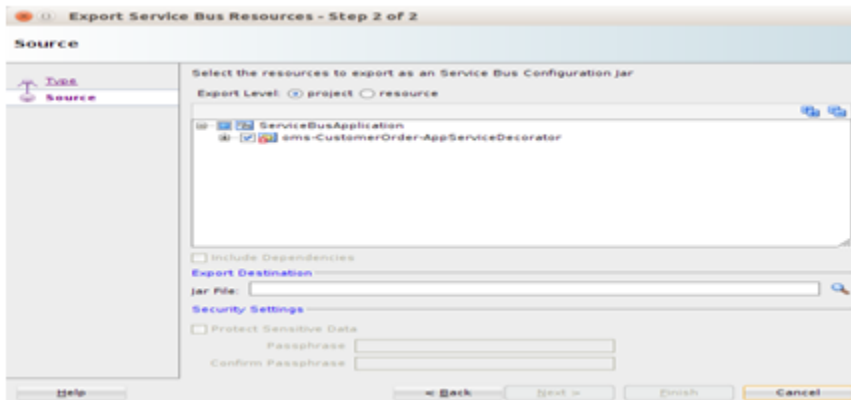 Export Service Bus Resources - Step 2 of 2
Source
Type
Source
Select the resources to export as an Service Bus Configuration Jar
Export Level: project resource
ServiceBusApplication
oms-CustomerOrder-AppServiceDecorator
Include Dependencies
Export Destination
Jar File:
Security Settings
Protect Sensitive Data
Passphrase
Confirm Passphrase
Help < Back Next > Finish Cancel